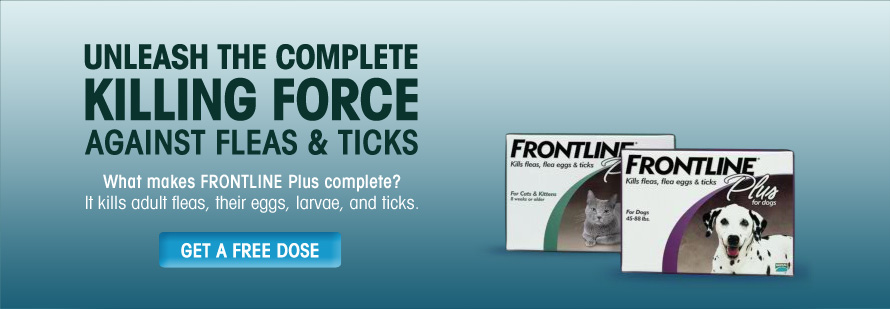 UNLEASH THE COMPLETE
KILLING FORCE
AGAINST FLEAS & TICKS
What makes FRONTLINE Plus complete?
It kills adult fleas, their eggs, larvae, and ticks.
GET A FREE DOSE
FRONTLINE
Kills fleas, flea eggs & ticks
For Cats & Kittens
8 weeks or older
FRONTLINE
Kills fleas, flea eggs & ticks
Plus
for dogs
For Dogs
45-88 lbs.